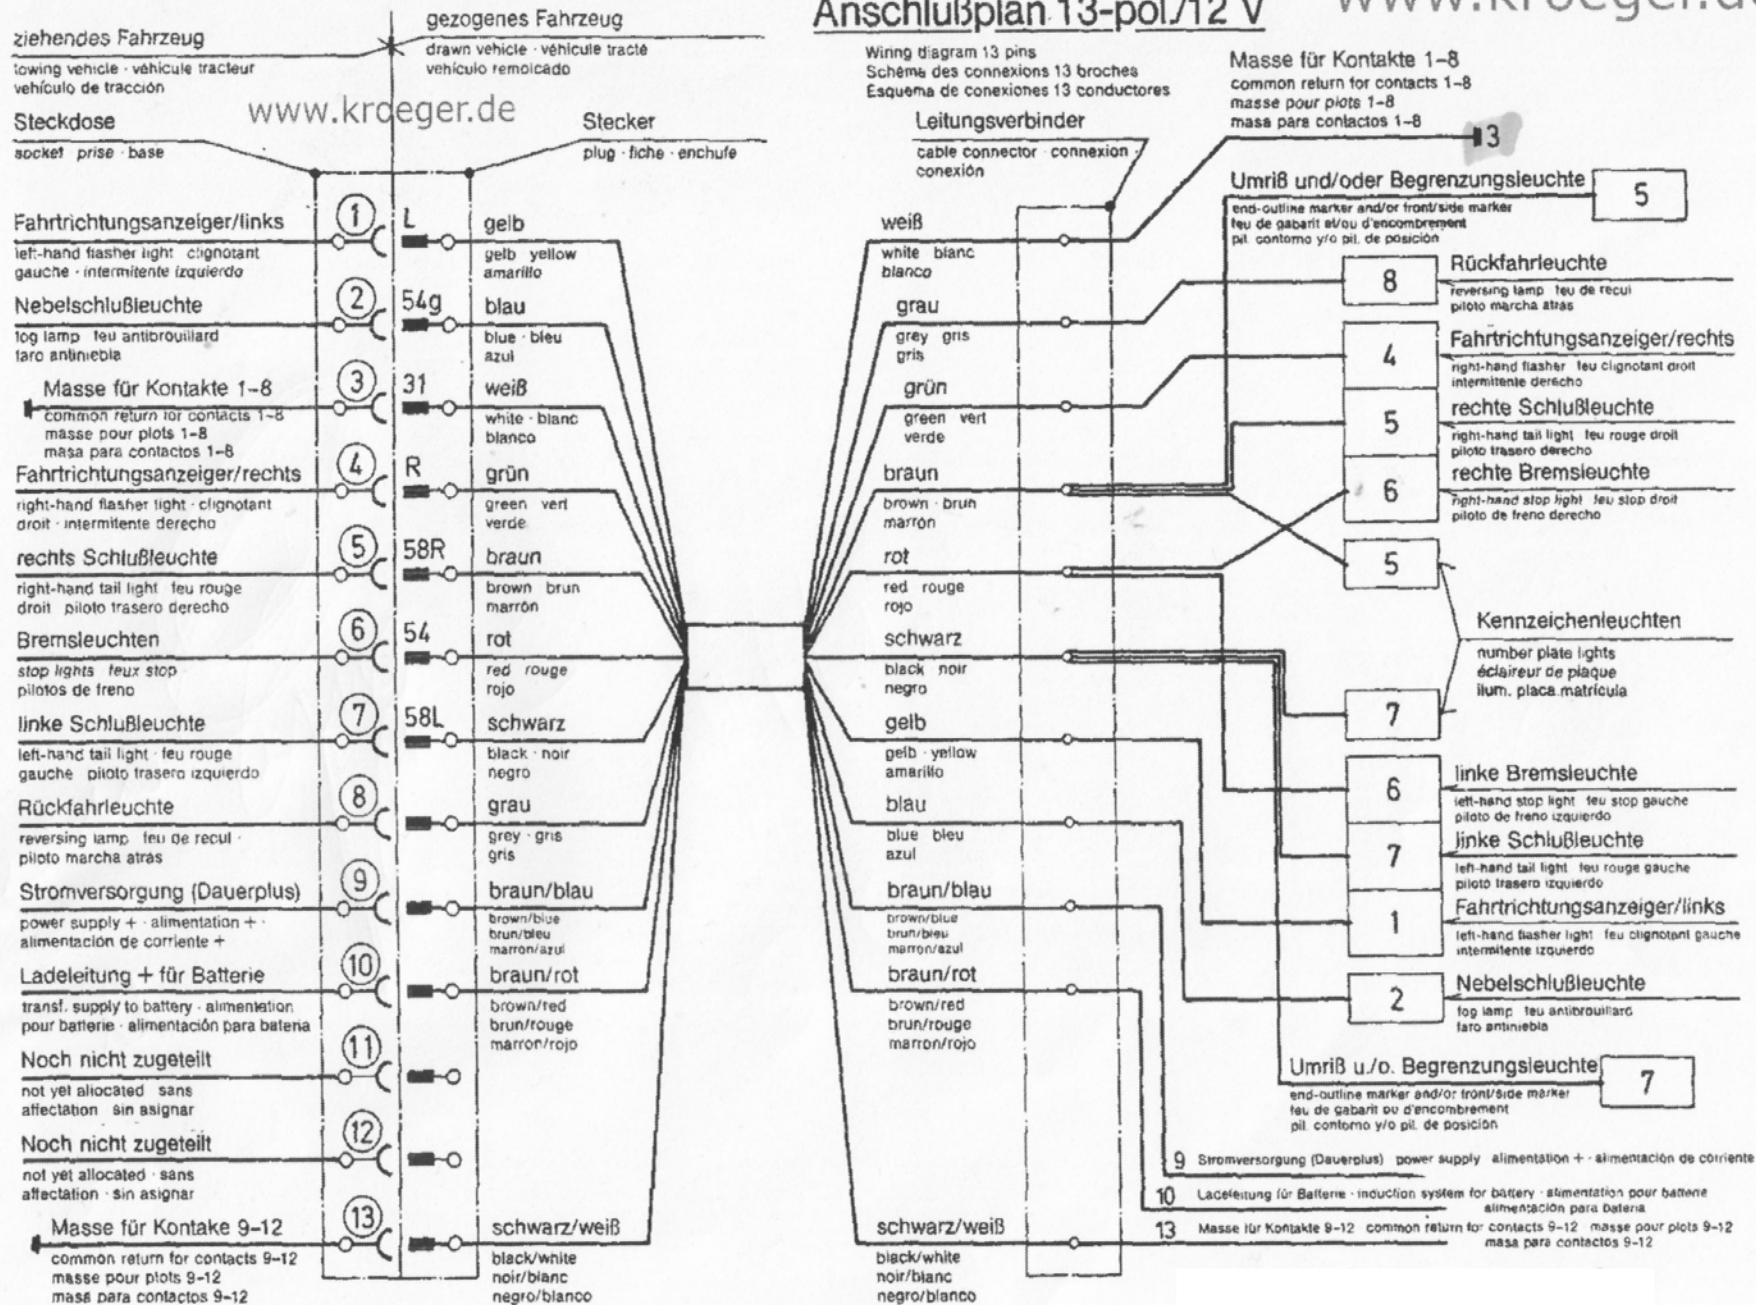 ziehendes Fahrzeug
towing vehicle · véhicule tracteur
vehículo de tracción
gezogenes Fahrzeug
drawn vehicle · véhicule tracté
vehículo remolcado
Anschlußplan 13-pol./12 V
www.kroeger.de
Wiring diagram 13 pins
Schéma des connexions 13 broches
Esquema de conexiones 13 conductores
www.kroeger.de
Steckdose
socket prise · base
Stecker
plug · fiche · enchufe
Leitungsverbinder
cable connector · connexion ·
conexión
Masse für Kontakte 1-8
common return for contacts 1-8
masse pour plots 1-8
masa para contactos 1-8
3
Fahrtrichtungsanzeiger/links
left-hand flasher light · clignotant
gauche · intermitente izquierdo
1
L
gelb
gelb yellow
amarillo
Nebelschlußleuchte
fog lamp feu antibrouillard
faro antiniebla
2
54g
blau
blue · bleu
azul
Masse für Kontakte 1-8
common return for contacts 1-8
masse pour plots 1-8
masa para contactos 1-8
3
31
weiß
white · blanc
blanco
Fahrtrichtungsanzeiger/rechts
right-hand flasher light · clignotant
droit · intermitente derecho
4
R
grün
green vert
verde
rechts Schlußleuchte
right-hand tail light feu rouge
droit piloto trasero derecho
5
58R
braun
brown brun
marrón
Bremsleuchten
stop lights feux stop
pilotos de freno
6
54
rot
red rouge
rojo
linke Schlußleuchte
left-hand tail light · feu rouge
gauche piloto trasero izquierdo
7
58L
schwarz
black · noir
negro
Rückfahrleuchte
reversing lamp feu de recul ·
piloto marcha atrás
8
grau
grey · gris
gris
Stromversorgung (Dauerplus)
power supply + · alimentation + ·
alimentación de corriente +
9
braun/blau
brown/blue
brun/bleu
marron/azul
Ladeleitung + für Batterie
transf. supply to battery · alimentation
pour batterie · alimentación para bateria
10
braun/rot
brown/red
brun/rouge
marron/rojo
Noch nicht zugeteilt
not yet allocated sans
affectation sin asignar
11
Noch nicht zugeteilt
not yet allocated · sans
affectation · sin asignar
12
Masse für Kontake 9-12
common return for contacts 9-12
masse pour plots 9-12
masa para contactos 9-12
13
schwarz/weiß
black/white
noir/blanc
negro/blanco
weiß
white blanc
blanco
grau
grey gris
gris
grün
green vert
verde
braun
brown · brun
marrón
rot
red rouge
rojo
schwarz
black noir
negro
gelb
gelb · yellow
amarillo
blau
blue bleu
azul
braun/blau
brown/blue
brun/bleu
marron/azul
braun/rot
brown/red
brun/rouge
marron/rojo
schwarz/weiß
black/white
noir/blanc
negro/blanco
Umriß und/oder Begrenzungsleuchte
5
end-outline marker and/or front/side marker
feu de gabarit et/ou d'encombrement
pil. contorno y/o pil. de posición
8
Rückfahrleuchte
reversing lamp feu de recul
piloto marcha atrás
4
Fahrtrichtungsanzeiger/rechts
right-hand flasher feu clignotant droit
intermitente derecho
5
rechte Schlußleuchte
right-hand tail light feu rouge droit
piloto trasero derecho
6
rechte Bremsleuchte
right-hand stop light feu stop droit
piloto de freno derecho
5
Kennzeichenleuchten
number plate lights
éclaireur de plaque
ilum. placa matrícula
7
6
linke Bremsleuchte
left-hand stop light feu stop gauche
piloto de freno izquierdo
7
linke Schlußleuchte
left-hand tail light feu rouge gauche
piloto trasero izquierdo
1
Fahrtrichtungsanzeiger/links
left-hand flasher light feu clignotant gauche
intermitente izquierdo
2
Nebelschlußleuchte
fog lamp feu antibrouillard
faro antiniebla
Umriß u./o. Begrenzungsleuchte
7
end-outline marker and/or front/side marker
feu de gabarit ou d'encombrement
pil. contorno y/o pil. de posición
9 Stromversorgung (Dauerplus) power supply alimentation + · alimentación de corriente
10 Ladeleitung für Batterie · induction system for battery · alimentation pour batterie
alimentación para bateria
13 Masse für Kontakte 9-12 common return for contacts 9-12 masse pour plots 9-12
masa para contactos 9-12